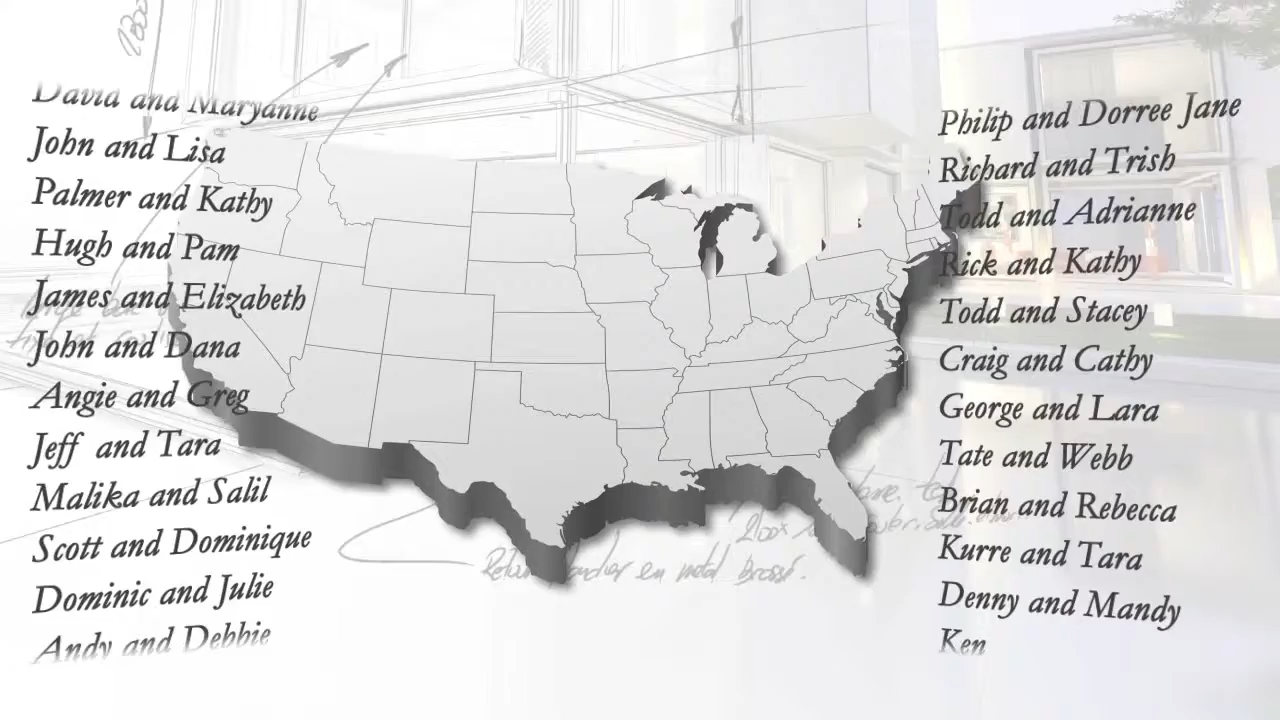 David and Maryanne
John and Lisa
Palmer and Kathy
Hugh and Pam
James and Elizabeth
John and Dana
Angie and Greg
Jeff and Tara
Malika and Salil
Scott and Dominique
Dominic and Julie
Andy and Debbie
Philip and Dorree Jane
Richard and Trish
Todd and Adrianne
Rick and Kathy
Todd and Stacey
Craig and Cathy
George and Lara
Tate and Webb
Brian and Rebecca
Kurre and Tara
Denny and Mandy
Ken
en metal brossé.